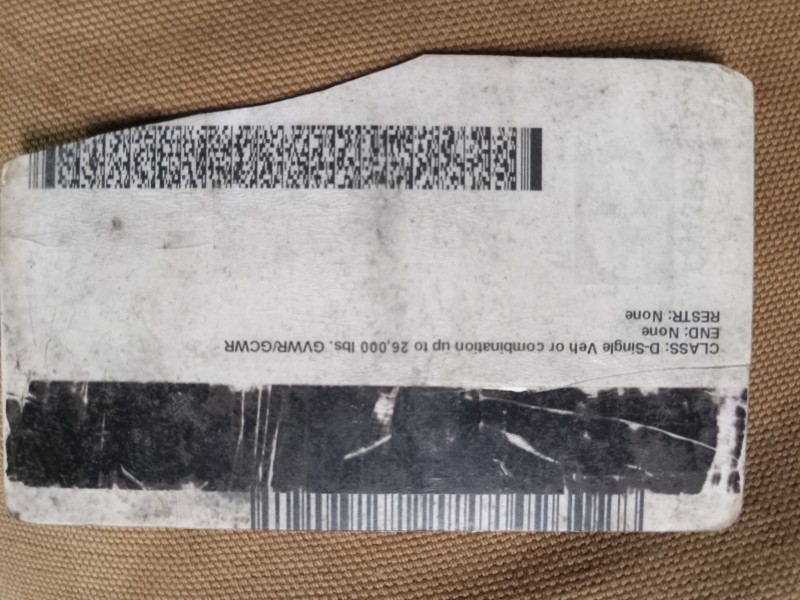 CLASS: D-Single Veh or combination up to 26,000 lbs. GVWR/GCWR
END: None
RESTR: None